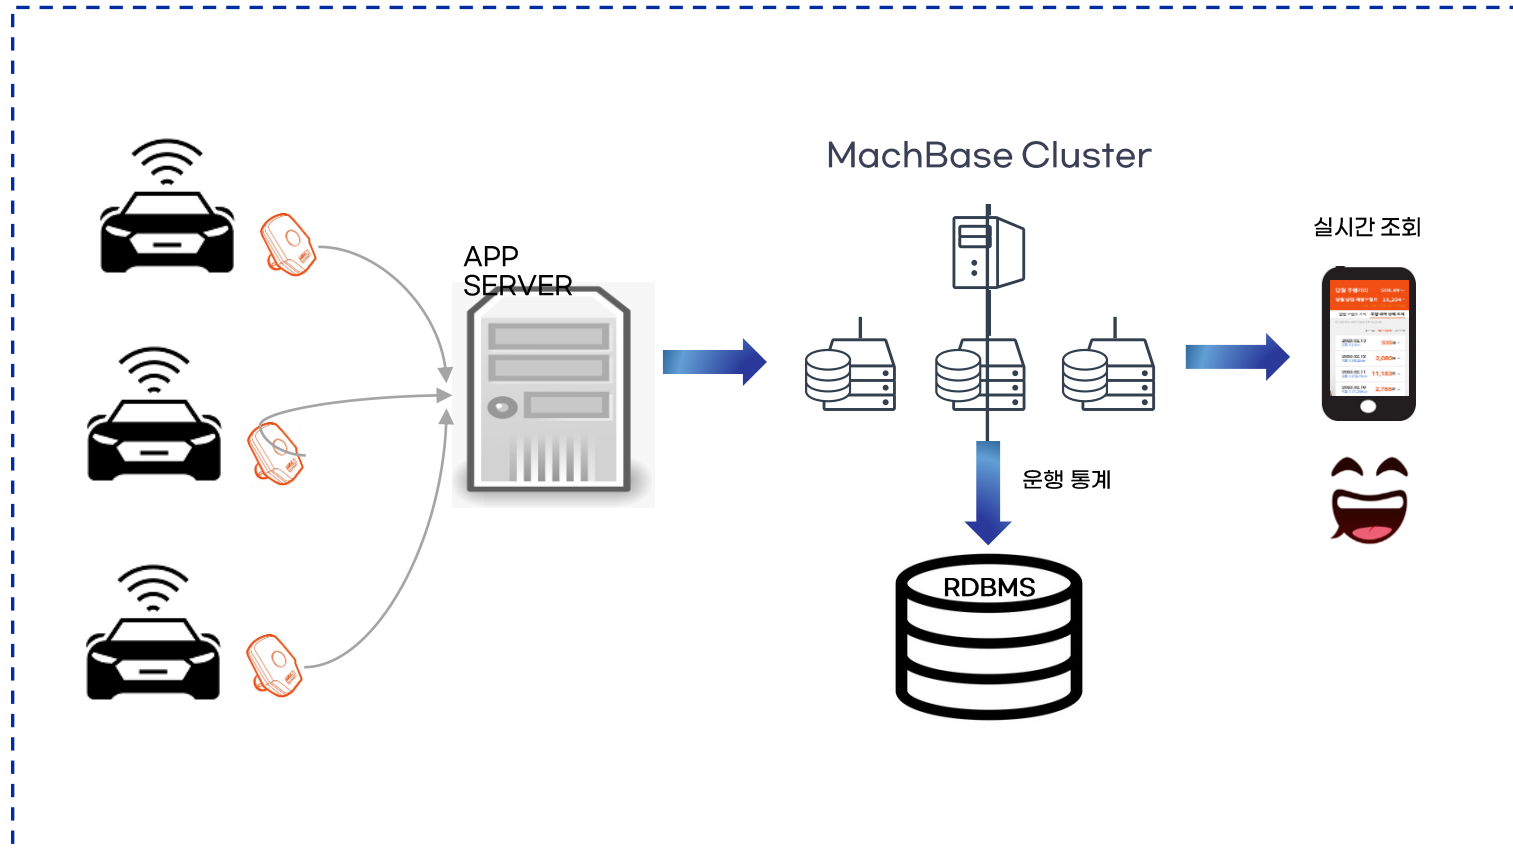 MachBase Cluster
실시간 조회
APP
SERVER
운행 통계
RDBMS